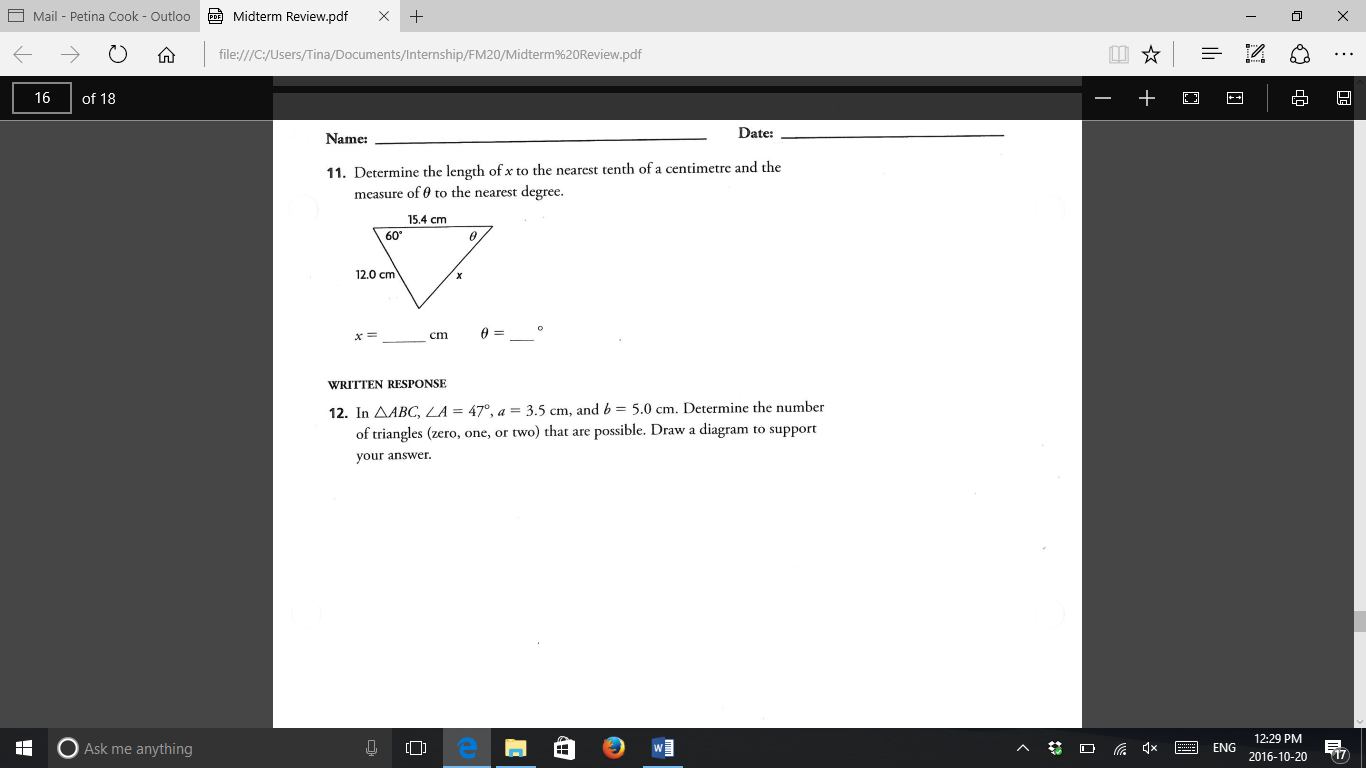 Mail - Petina Cook - Outloo
Midterm Review.pdf
file:///C:/Users/Tina/Documents/Internship/FM20/Midterm%20Review.pdf
16 of 18
Name: Date:
11. Determine the length of x to the nearest tenth of a centimetre and the
measure of θ to the nearest degree.
15.4 cm
60° θ
12.0 cm x
x = ____ cm θ = __ °
WRITTEN RESPONSE
12. In △ABC, ∠A = 47°, a = 3.5 cm, and b = 5.0 cm. Determine the number
of triangles (zero, one, or two) that are possible. Draw a diagram to support
your answer.
Ask me anything
ENG
12:29 PM
2016-10-20
17